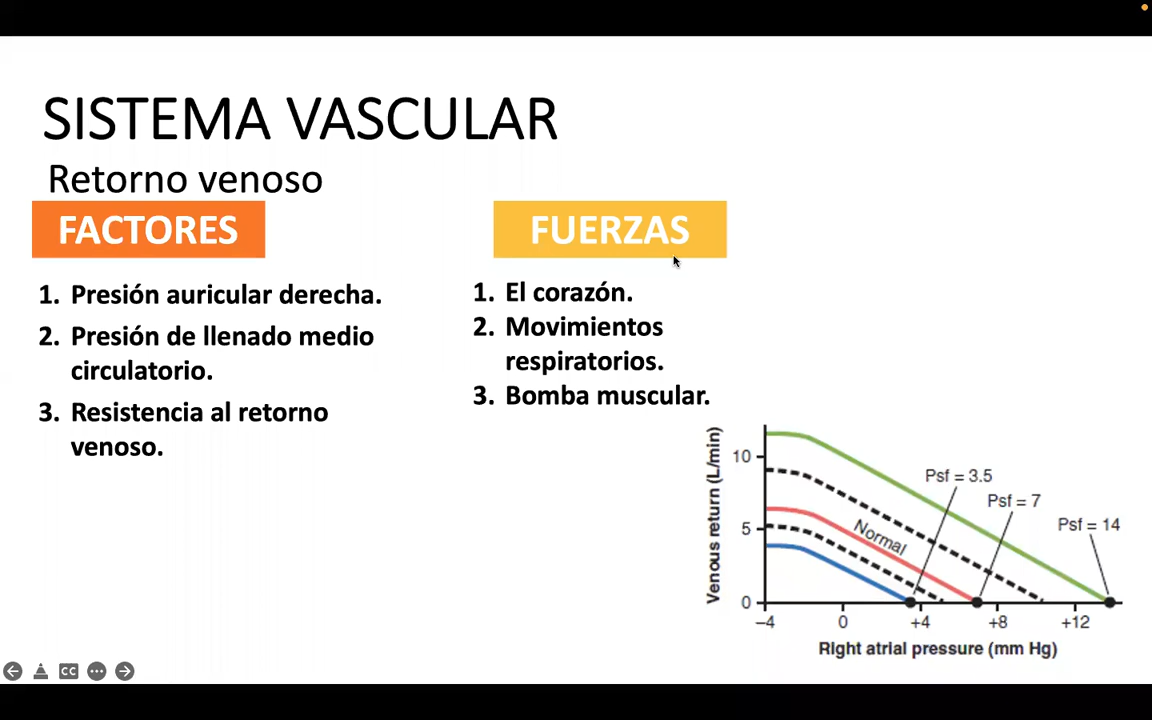 SISTEMA VASCULAR
Retorno venoso
FACTORES
1. Presión auricular derecha.
2. Presión de llenado medio
circulatorio.
3. Resistencia al retorno
venoso.
FUERZAS
1. El corazón.
2. Movimientos
respiratorios.
3. Bomba muscular.
Venous return (L/min)
10
5
0
Psf = 3.5
Psf = 7
Psf = 14
Normal
–4
0
+4
+8
+12
Right atrial pressure (mm Hg)
CC